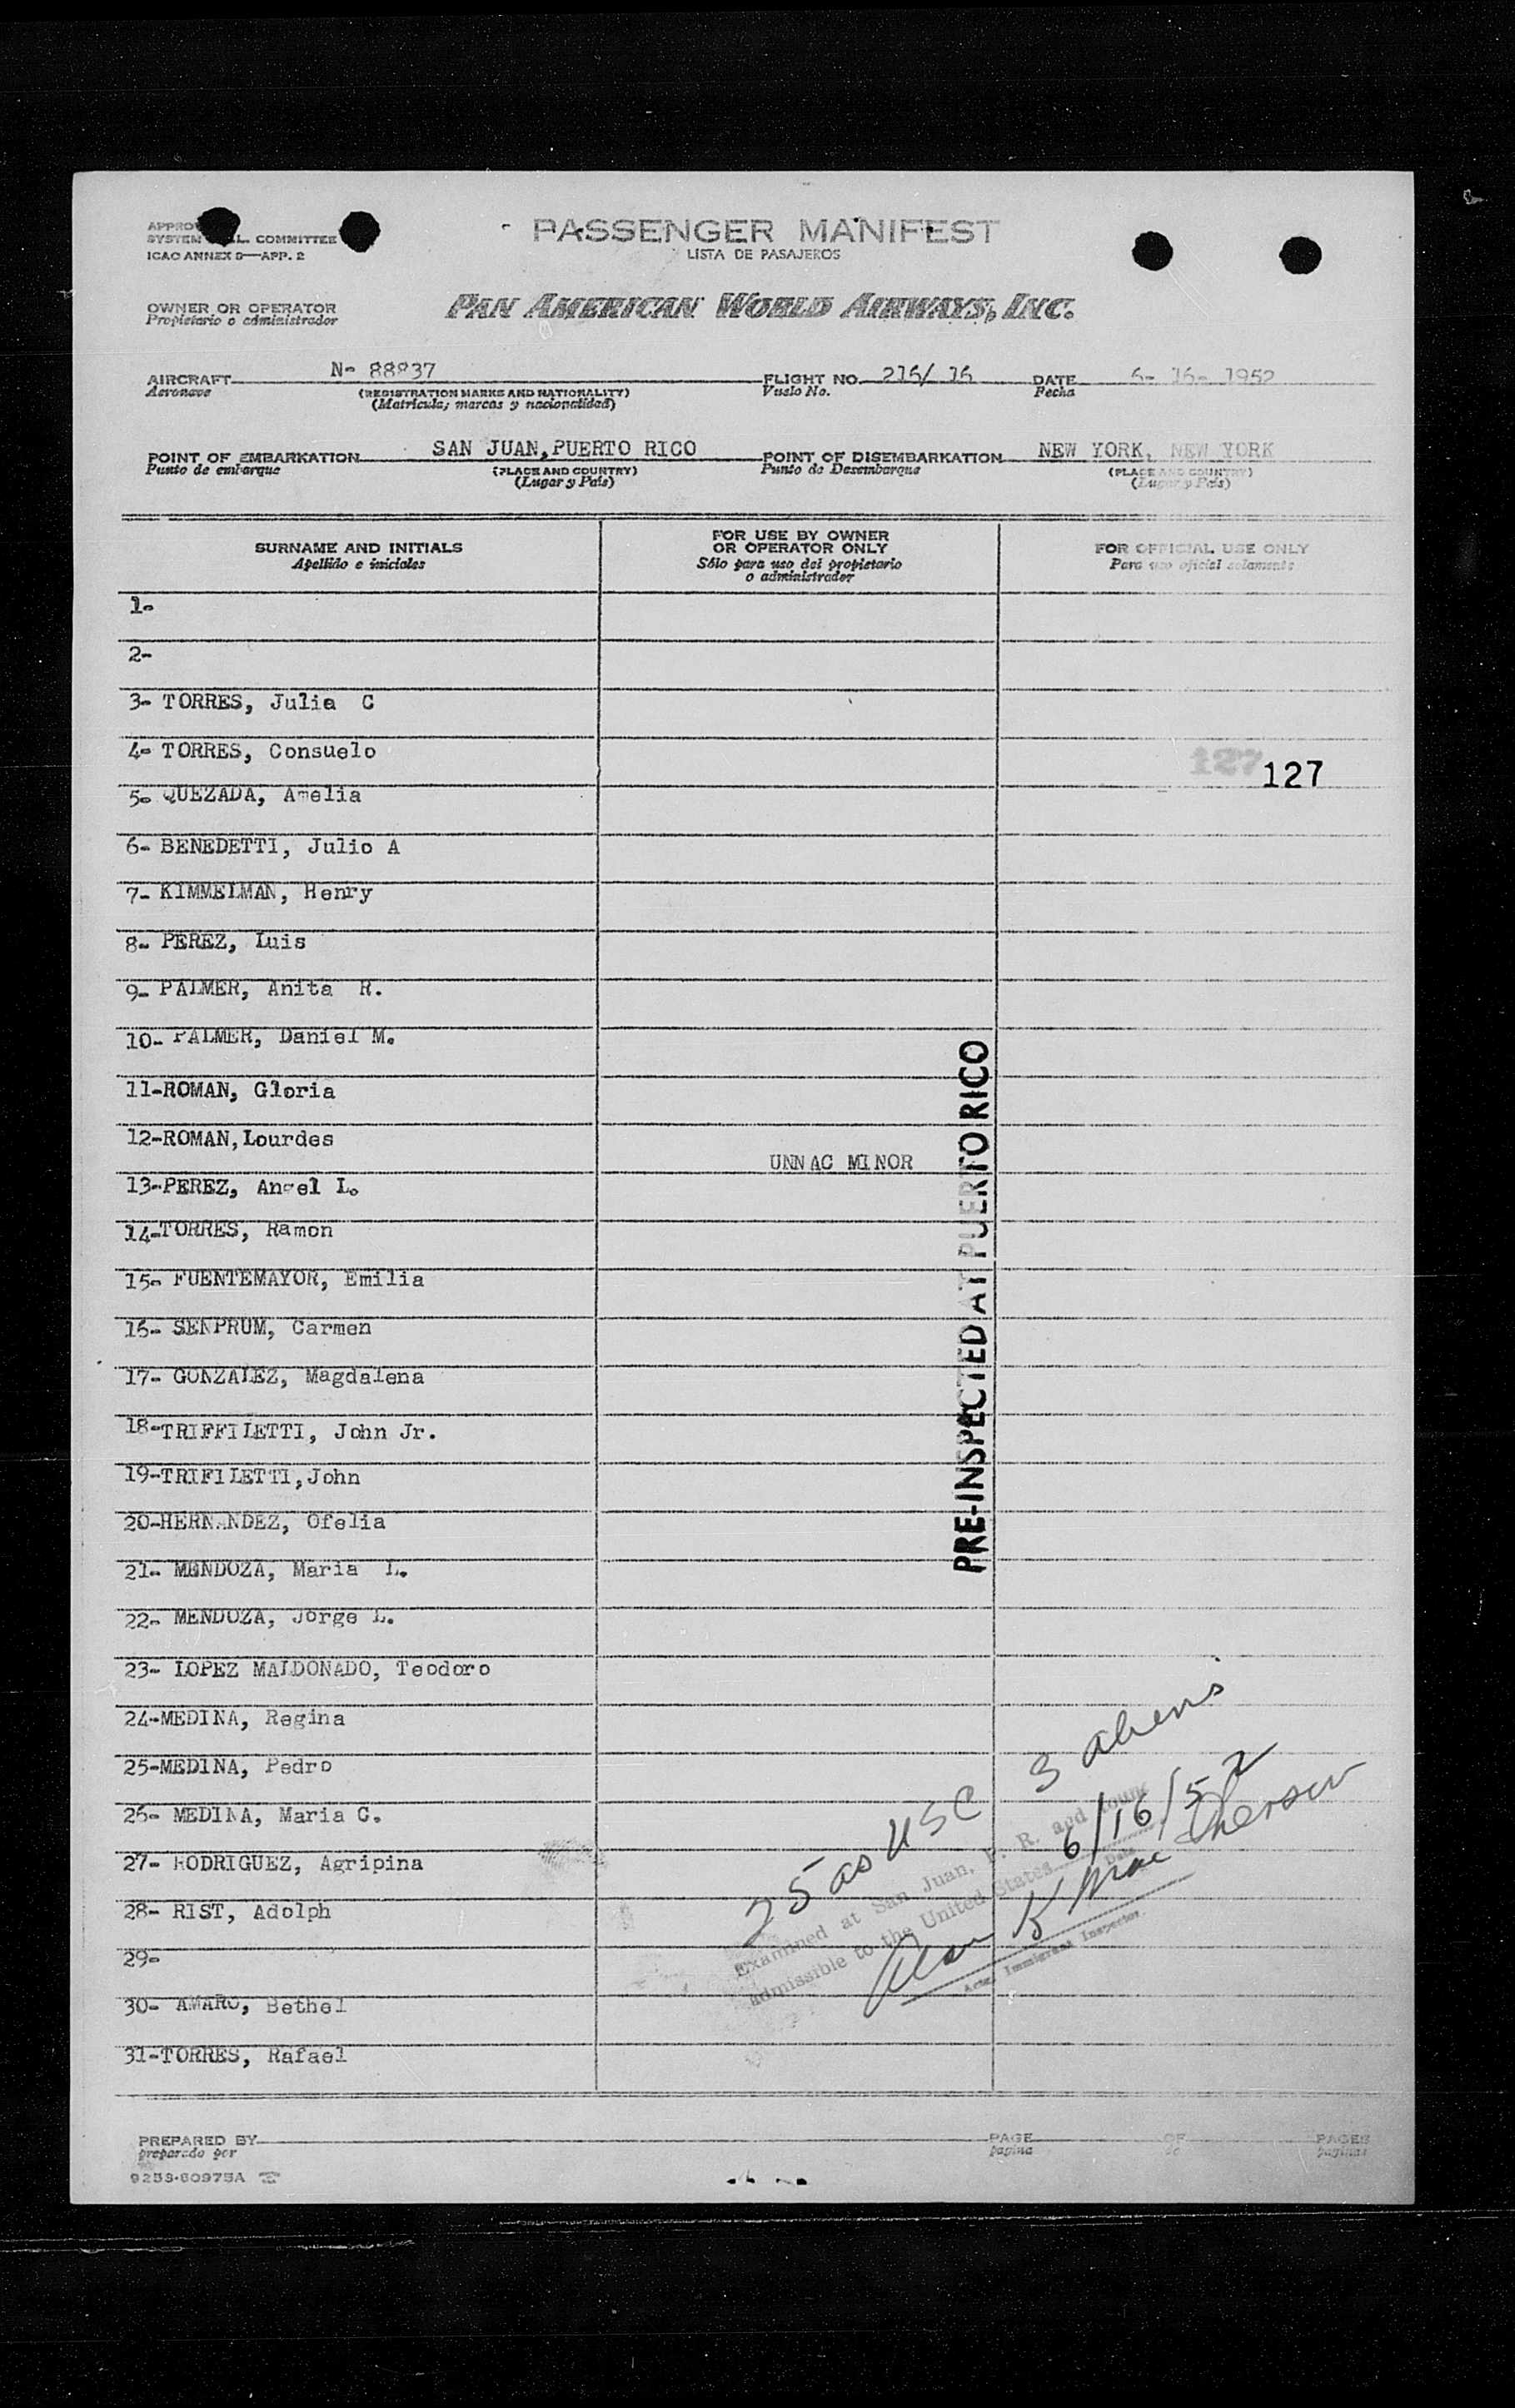 PASSENGER MANIFEST
LISTA DE PASAJEROS
SYSTEM COMMITTEE
ICAO ANNEX 9—APP. 2
OWNER OR OPERATOR
Propietario o administrador
PAN AMERICAN WORLD AIRWAYS, INC.
AIRCRAFT N- 88837 FLIGHT NO. 216/ 16 DATE 6- 16- 1952
Aeronave (REGISTRATION MARKS AND NATIONALITY) Vuelo No. Fecha
(Matricula; marcas y nacionalidad)
POINT OF EMBARKATION SAN JUAN, PUERTO RICO POINT OF DISEMBARKATION NEW YORK, NEW YORK
Punto de embarque (PLACE AND COUNTRY) Punto de Desembarque (PLACE AND COUNTRY)
(Lugar y País) (Lugar y País)
SURNAME AND INITIALS
Apellido e iniciales
FOR USE BY OWNER
OR OPERATOR ONLY
Sólo para uso del propietario
o administrador
FOR OFFICIAL USE ONLY
Para uso oficial solamente
1-
2-
3- TORRES, Julia C
4- TORRES, Consuelo
127 127
5- QUEZADA, Amelia
6- BENEDETTI, Julio A
7- KIMMELMAN, Henry
8- PEREZ, Luis
9- PALMER, Anita R.
10- PALMER, Daniel M.
11-ROMAN, Gloria
12-ROMAN,Lourdes
UNNAC MINOR
13-PEREZ, Angel L.
14-TORRES, Ramon
15- FUENTEMAYOR, Emilia
16- SENPRUM, Carmen
17- GONZALEZ, Magdalena
18-TRIFFILETTI, John Jr.
19-TRIFILETTI,John
20-HERNANDEZ, Ofelia
21- MENDOZA, Maria L.
22- MENDOZA, Jorge L.
23- LOPEZ MALDONADO, Teodoro
24-MEDINA, Regina
25-MEDINA, Pedro
26- MEDINA, Maria C.
27- RODRIGUEZ, Agripina
28- RIST, Adolph
29-
30- AMARO, Bethel
31-TORRES, Rafael
PRE-INSPECTED AT PUERTO RICO
25 as USC 3 aliens
Examined at San Juan, P. R. and found
admissible to the United States 6/16/52
Date
Immigrant Inspector
PREPARED BY PAGE OF PAGES
preparado por pagina de paginas
9253-60975A